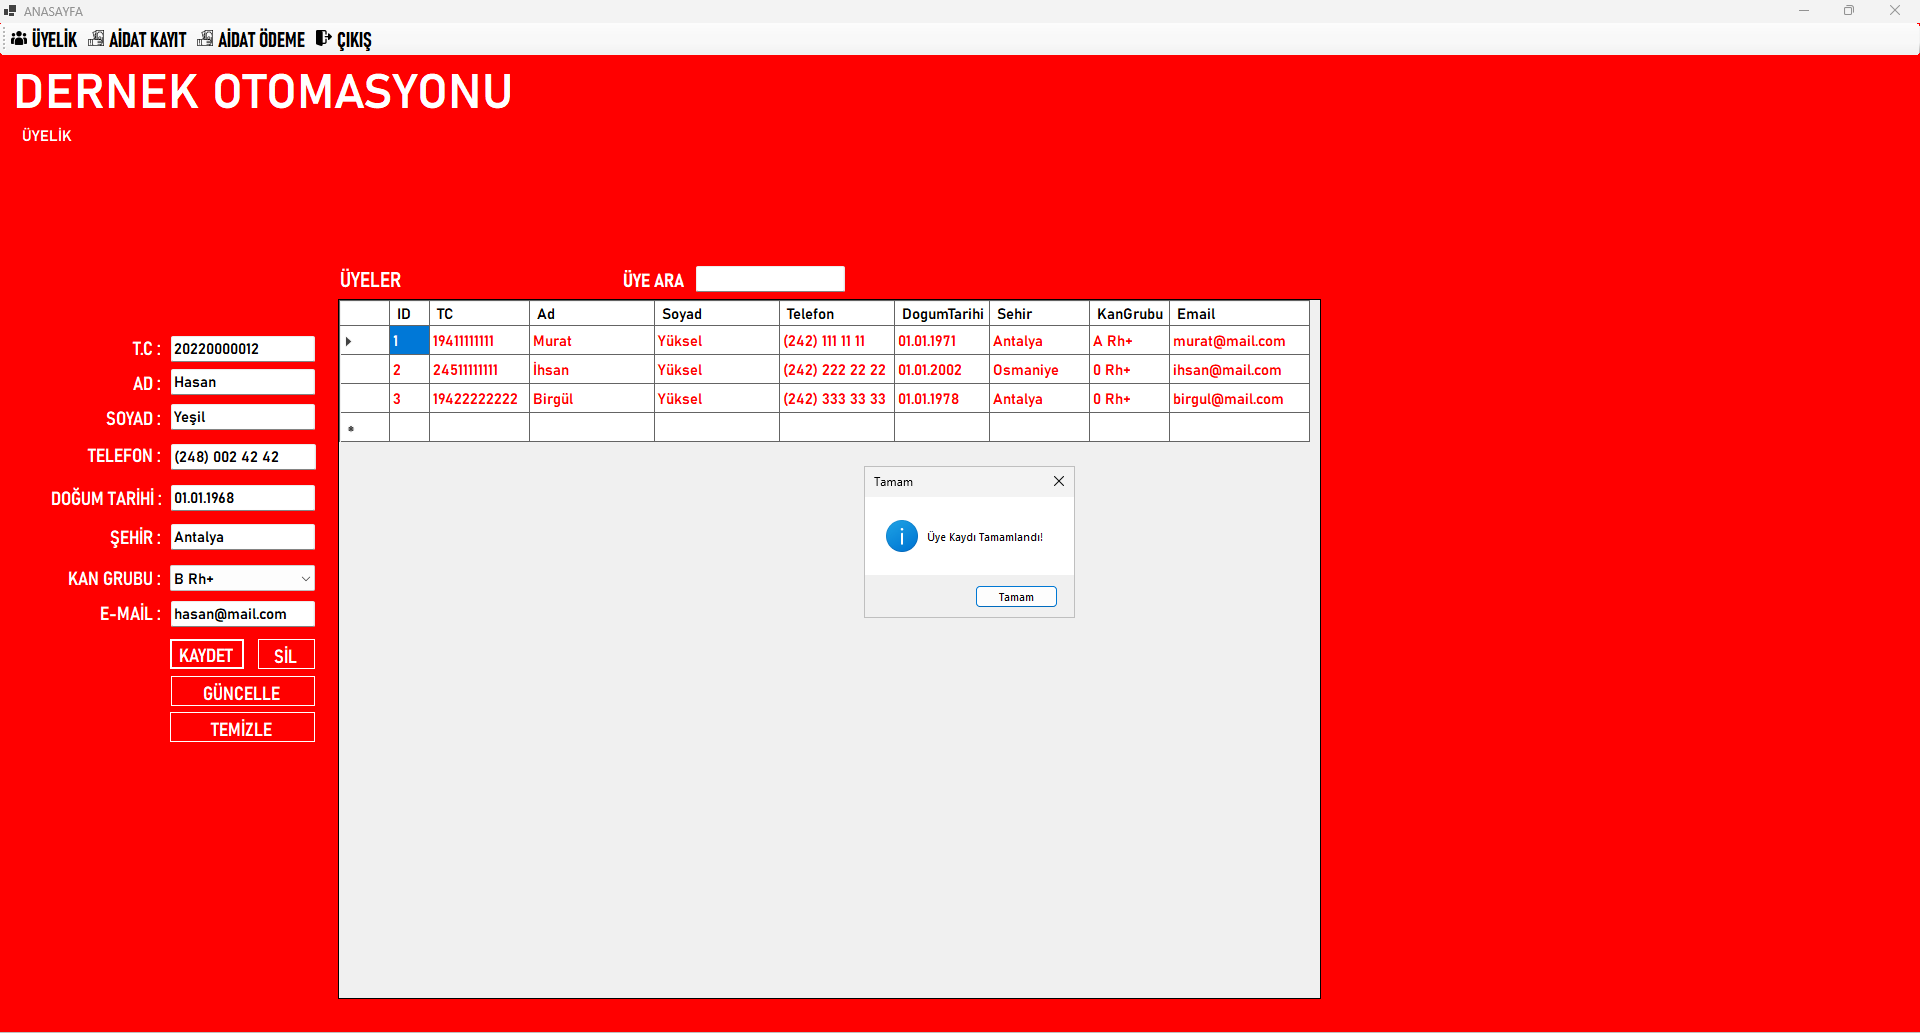 ANASAYFA
ÜYELİK AİDAT KAYIT AİDAT ÖDEME ÇIKIŞ
DERNEK OTOMASYONU
ÜYELİK
ÜYELER ÜYE ARA
ID TC Ad Soyad Telefon DogumTarihi Sehir KanGrubu Email
1 19411111111 Murat Yüksel (242) 111 11 11 01.01.1971 Antalya A Rh+ murat@mail.com
2 24511111111 İhsan Yüksel (242) 222 22 22 01.01.2002 Osmaniye 0 Rh+ ihsan@mail.com
3 19422222222 Birgül Yüksel (242) 333 33 33 01.01.1978 Antalya 0 Rh+ birgul@mail.com
T.C : 20220000012
AD : Hasan
SOYAD : Yeşil
TELEFON : (248) 002 42 42
DOĞUM TARİHİ : 01.01.1968
ŞEHİR : Antalya
KAN GRUBU : B Rh+
E-MAİL : hasan@mail.com
KAYDET SİL
GÜNCELLE
TEMİZLE
Tamam
Üye Kaydı Tamamlandı!
Tamam